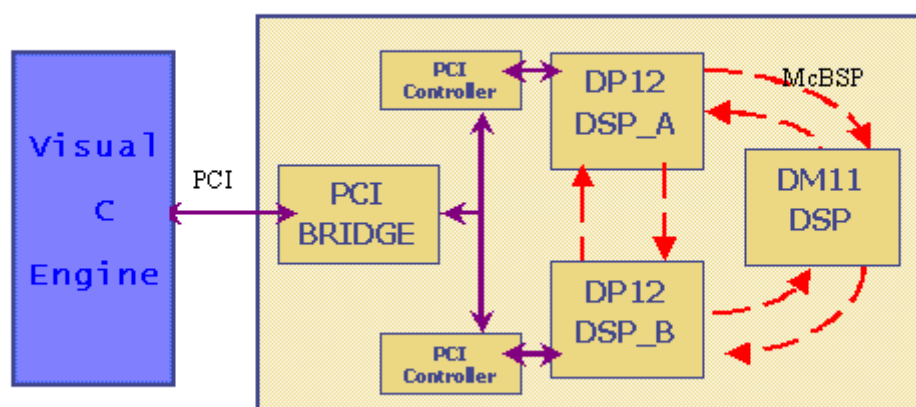 Visual
C
Engine
PCI
PCI
BRIDGE
PCI
Controller
DP12
DSP_A
McBSP
DM11
DSP
DP12
DSP_B
PCI
Controller